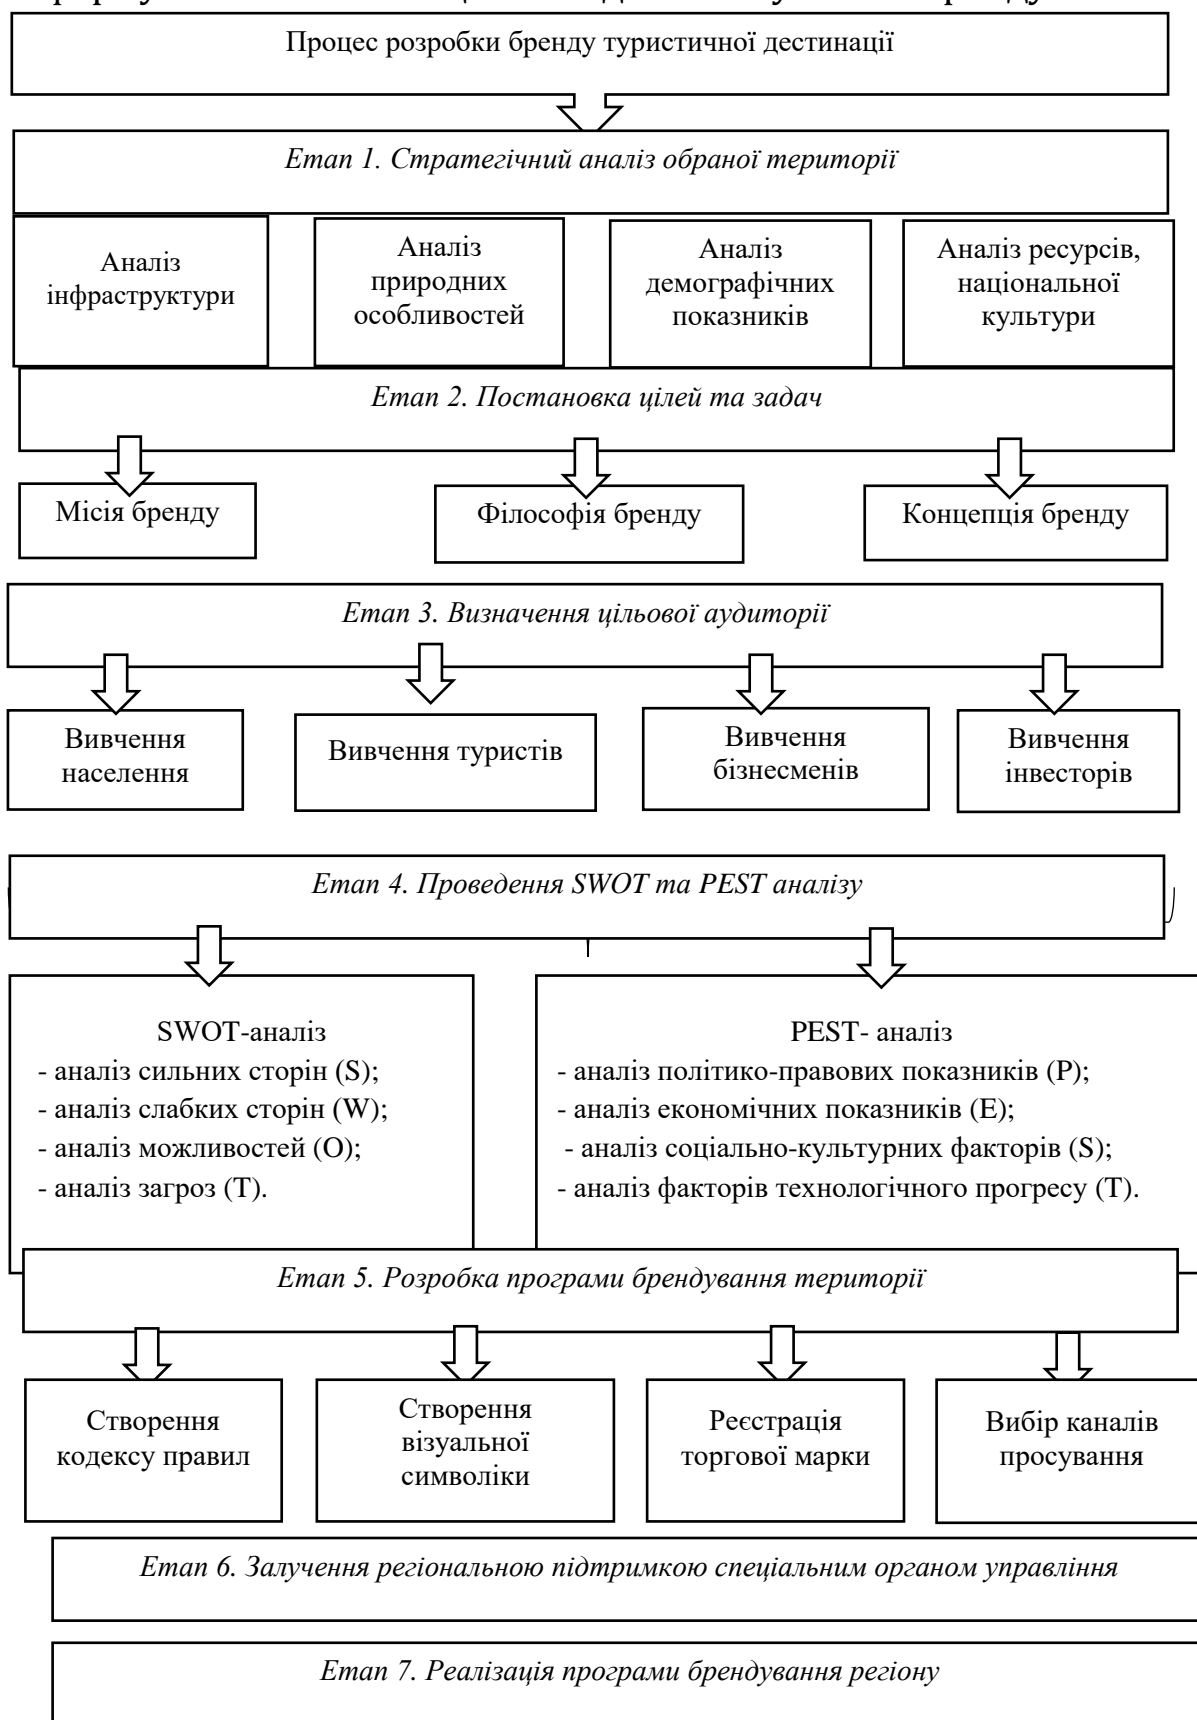 Процес розробки бренду туристичної дестинації
Етап 1. Стратегічний аналіз обраної території
Аналіз
інфраструктури
Аналіз
природних
особливостей
Аналіз
демографічних
показників
Аналіз ресурсів,
національної
культури
Етап 2. Постановка цілей та задач
Місія бренду
Філософія бренду
Концепція бренду
Етап 3. Визначення цільової аудиторії
Вивчення
населення
Вивчення туристів
Вивчення
бізнесменів
Вивчення
інвесторів
Етап 4. Проведення SWOT та PEST аналізу
SWOT-аналіз
- аналіз сильних сторін (S);
- аналіз слабких сторін (W);
- аналіз можливостей (O);
- аналіз загроз (T).
PEST- аналіз
- аналіз політико-правових показників (P);
- аналіз економічних показників (E);
- аналіз соціально-культурних факторів (S);
- аналіз факторів технологічного прогресу (T).
Етап 5. Розробка програми брендування території
Створення
кодексу правил
Створення
візуальної
символіки
Реєстрація
торгової марки
Вибір каналів
просування
Етап 6. Залучення регіональною підтримкою спеціальним органом управління
Етап 7. Реалізація програми брендування регіону